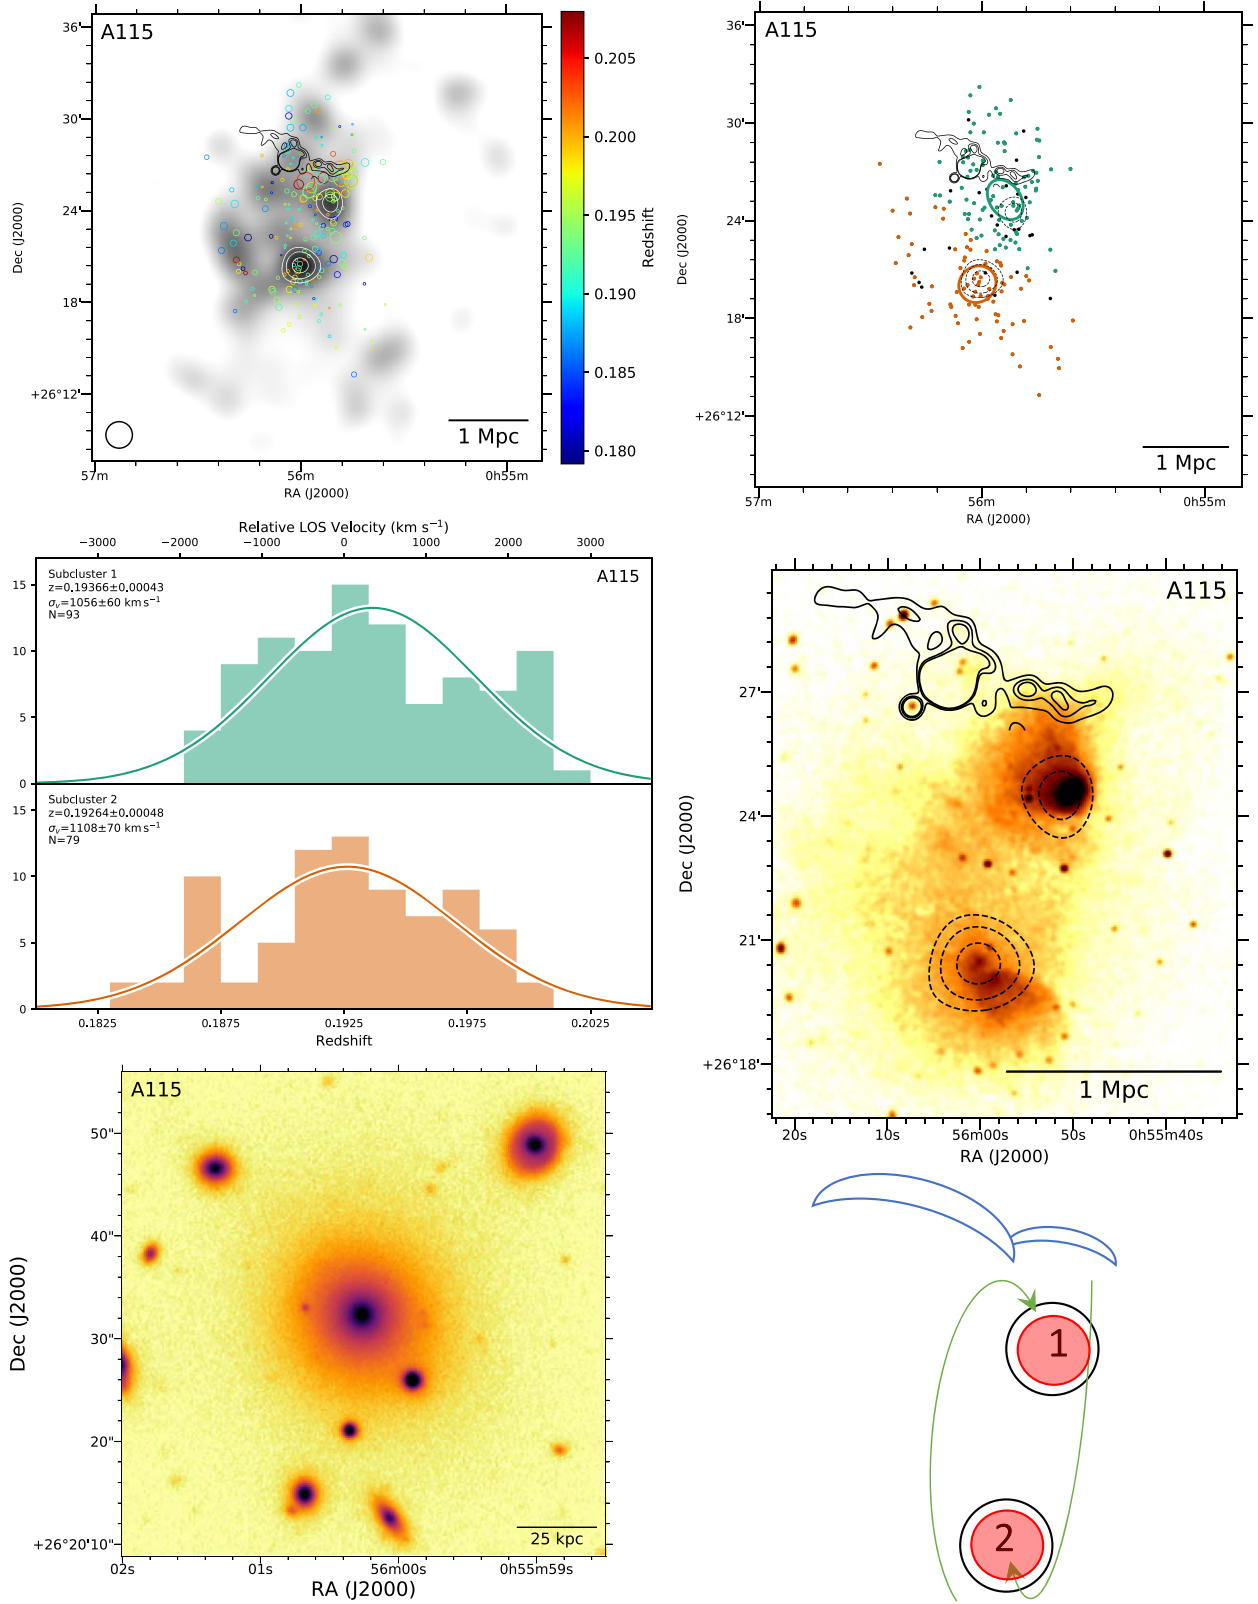 A115
36'
30'
24'
18'
+26°12'
Dec (J2000)
57m
56m
0h55m
RA (J2000)
1 Mpc
0.205
0.200
0.195
0.190
0.185
0.180
Redshift
A115
36'
30'
24'
18'
+26°12'
Dec (J2000)
57m
56m
0h55m
RA (J2000)
1 Mpc
Relative LOS Velocity (km s⁻¹)
−3000
−2000
−1000
0
1000
2000
3000
Subcluster 1
z=0.19366±0.00043
σᵥ=1056±60 km s⁻¹
N=93
A115
15
10
5
0
Subcluster 2
z=0.19264±0.00048
σᵥ=1108±70 km s⁻¹
N=79
15
10
5
0
0.1825
0.1875
0.1925
0.1975
0.2025
Redshift
A115
27'
24'
21'
+26°18'
Dec (J2000)
1 Mpc
20s
10s
56m00s
50s
0h55m40s
RA (J2000)
A115
50"
40"
30"
20"
+26°20'10"
Dec (J2000)
25 kpc
02s
01s
56m00s
0h55m59s
RA (J2000)
1
2